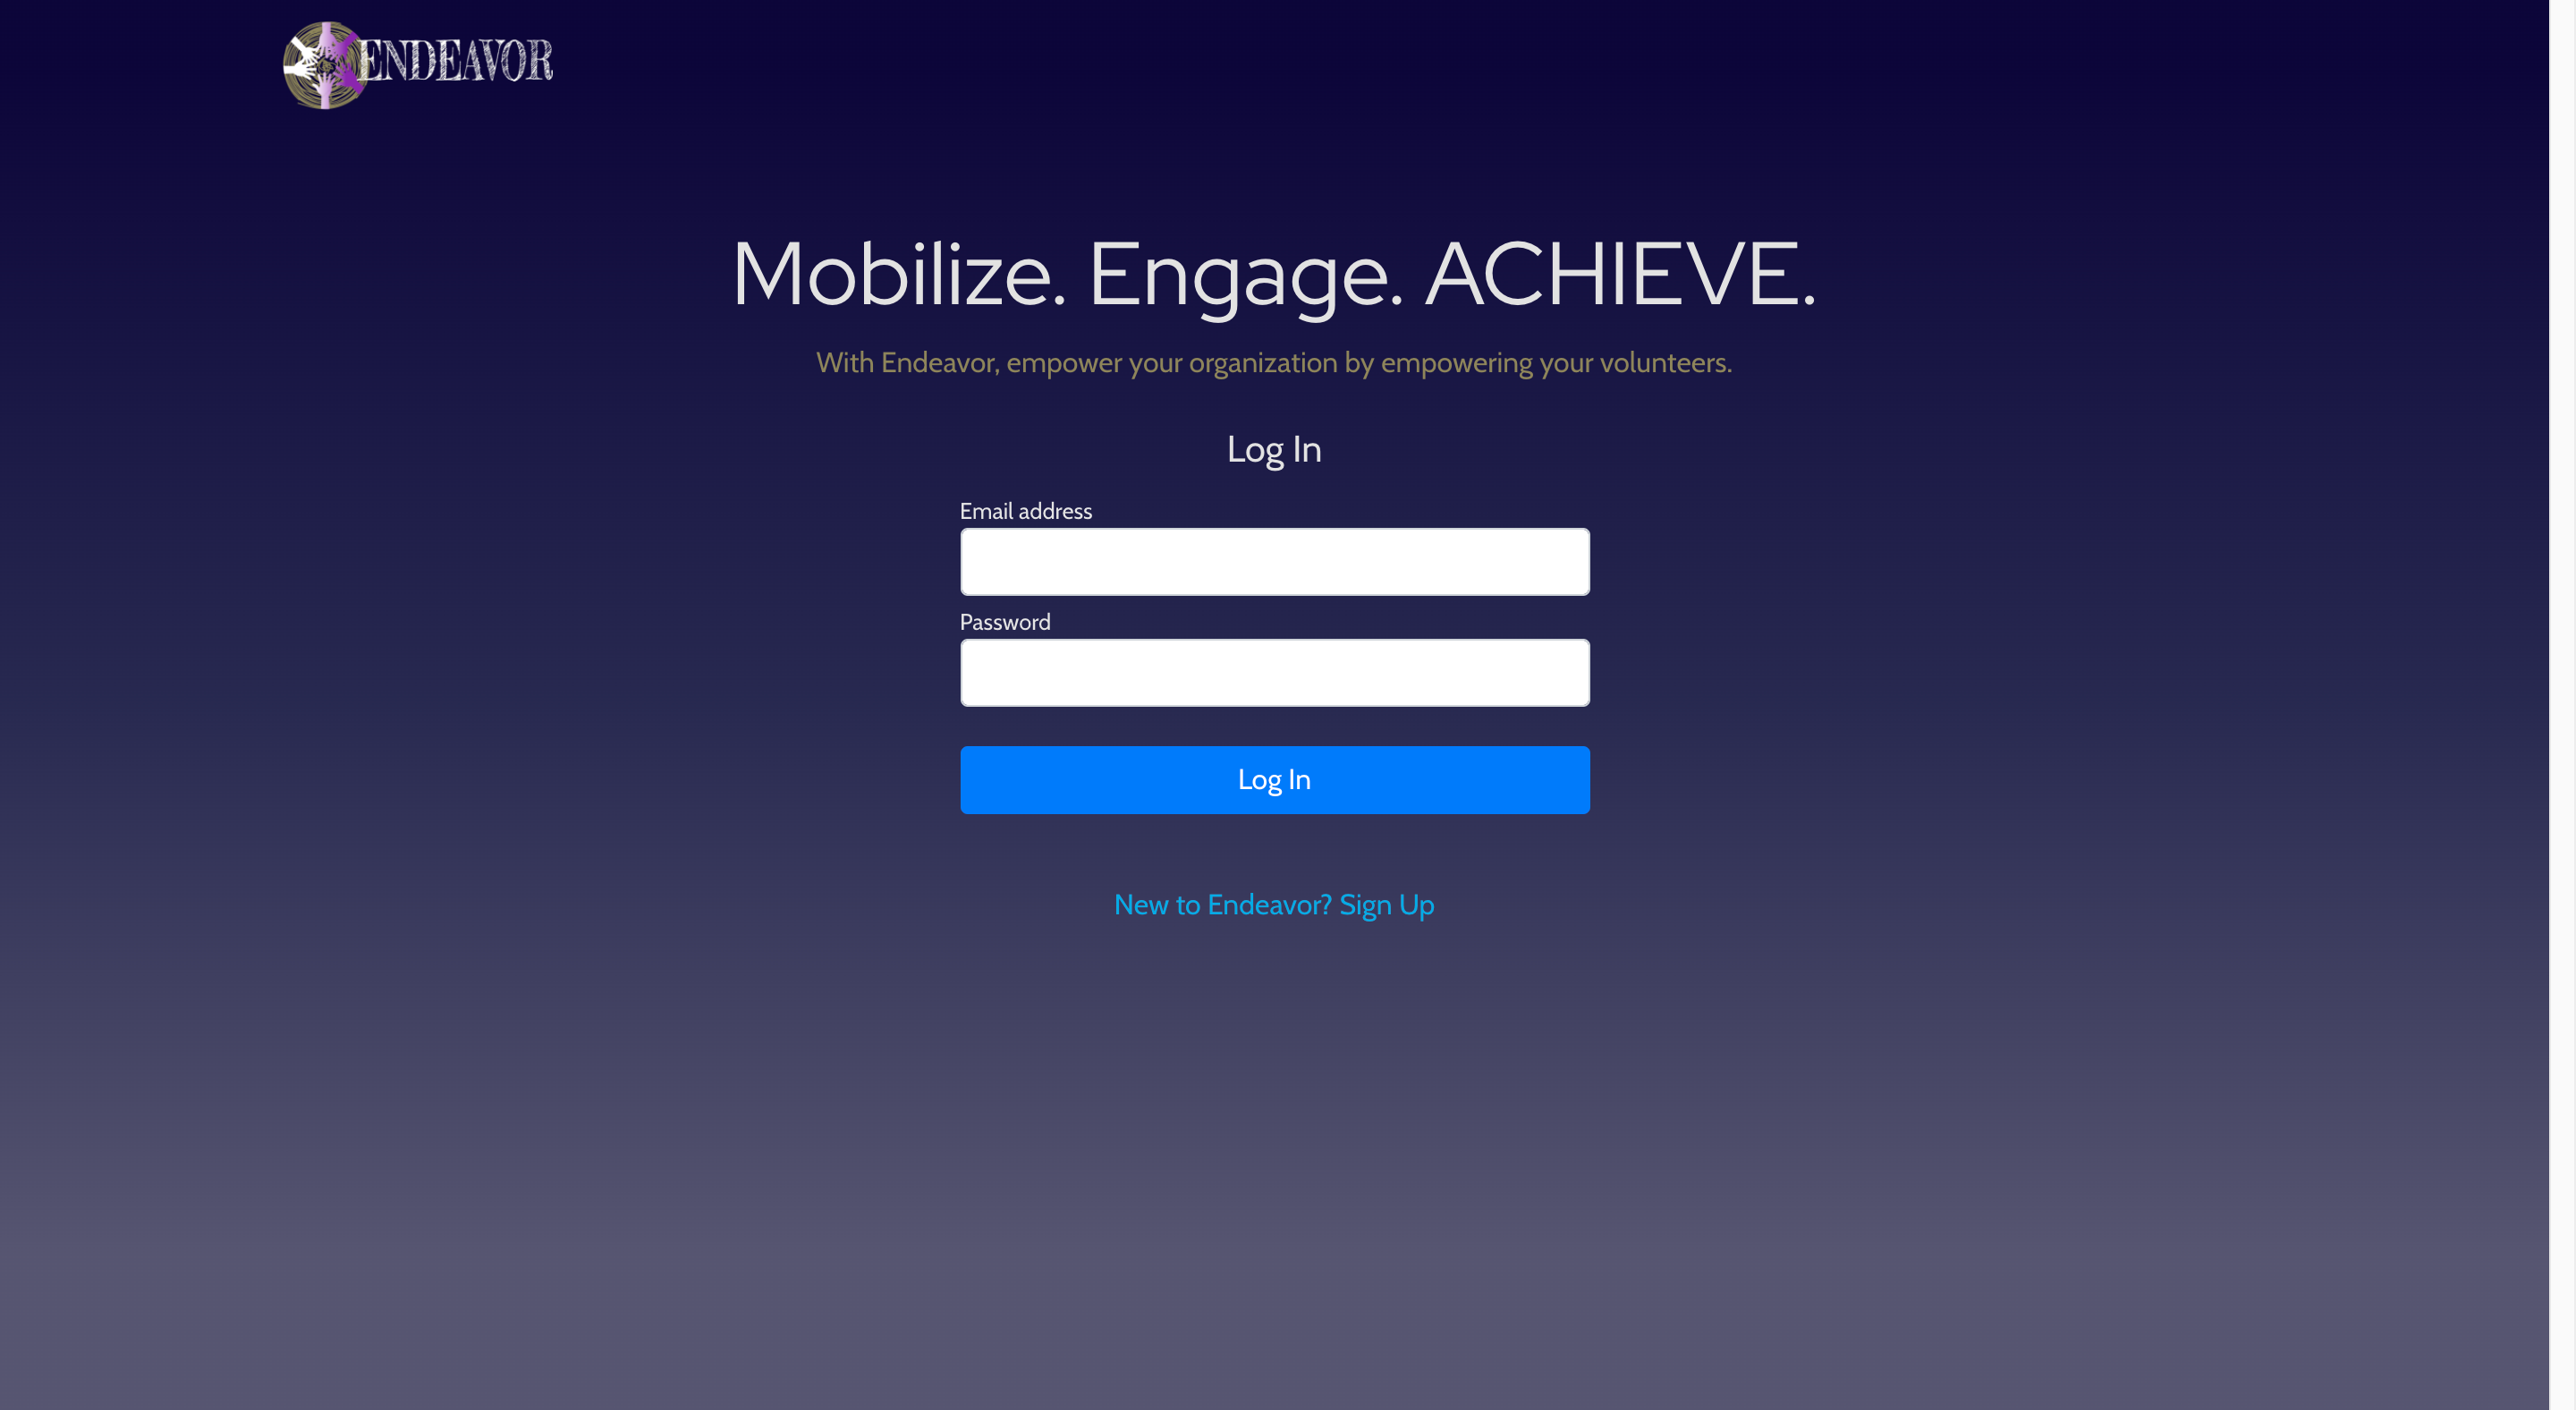 ENDEAVOR
Mobilize. Engage. ACHIEVE.
With Endeavor, empower your organization by empowering your volunteers.
Log In
Email address
Password
Log In
New to Endeavor? Sign Up